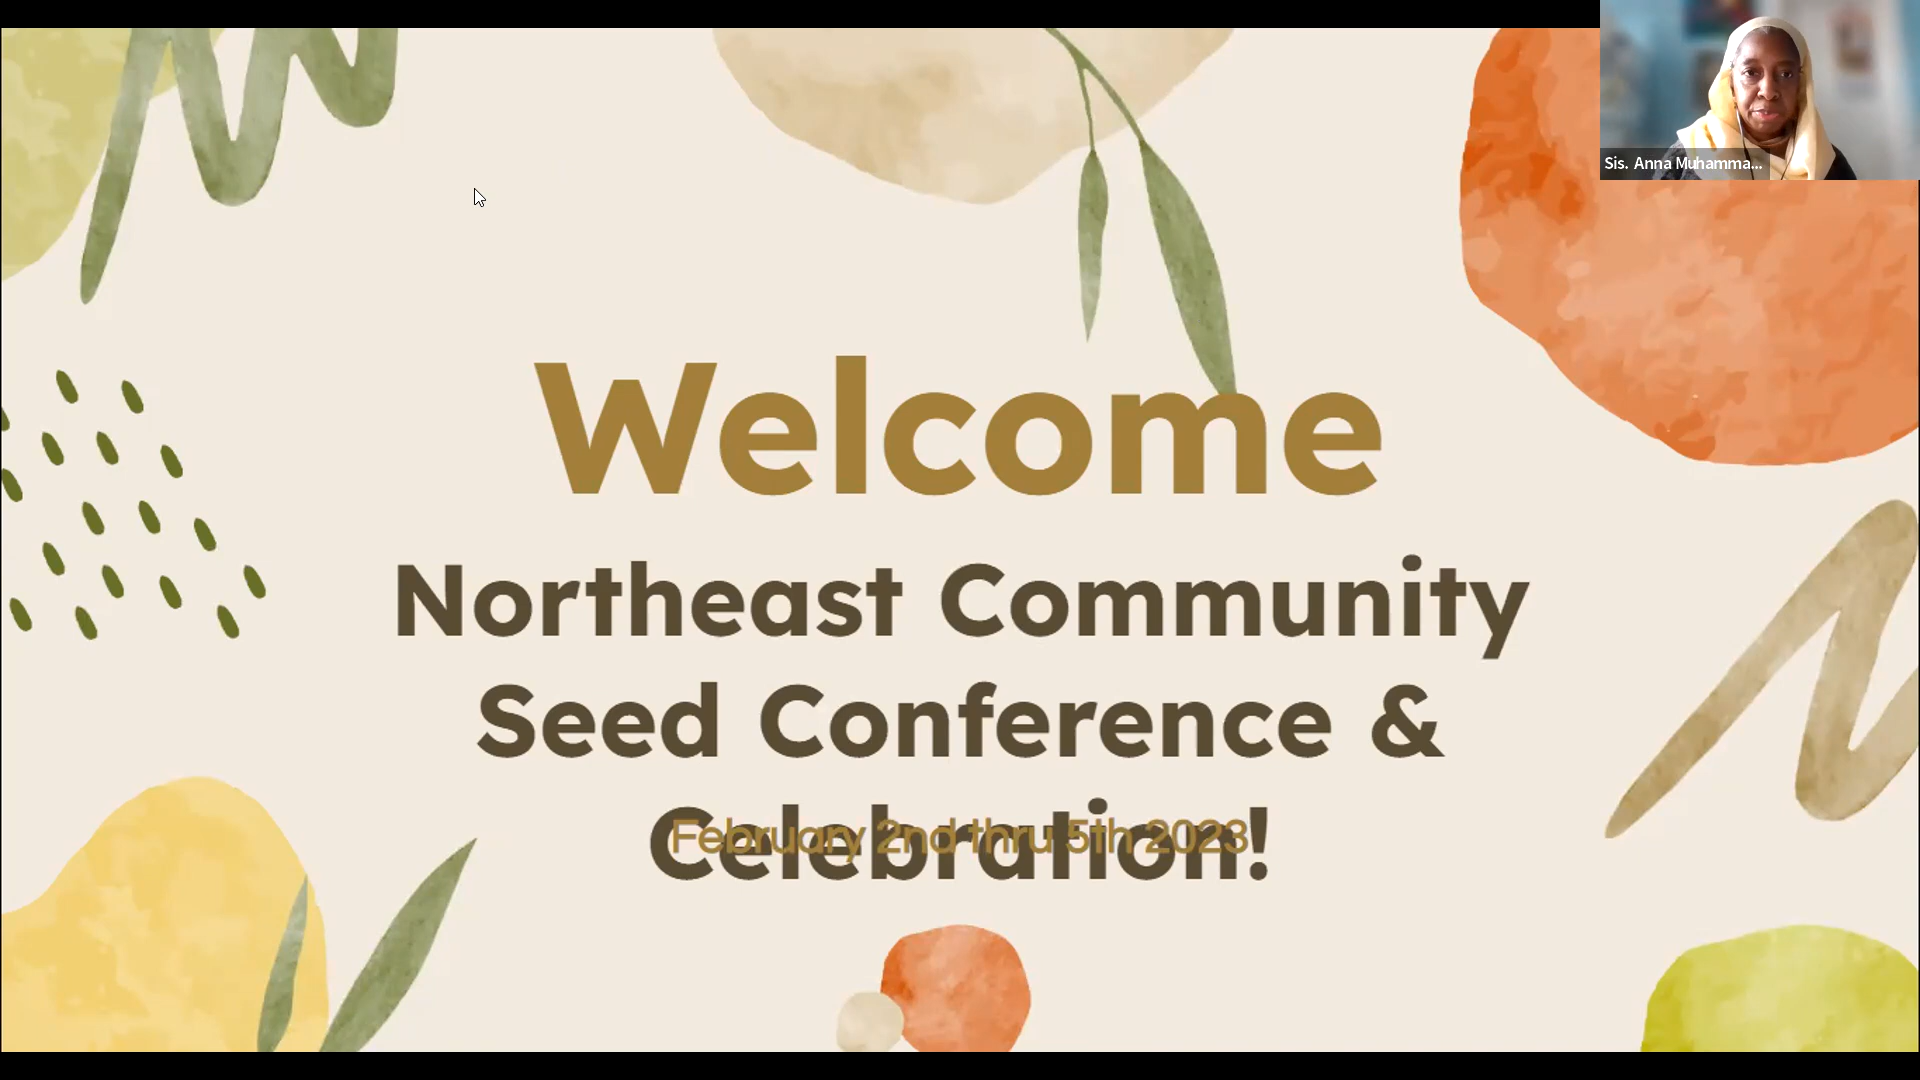 Sis. Anna Muhamma...
Welcome
Northeast Community
Seed Conference &
Celebration!
February 2nd thru 5th 2023